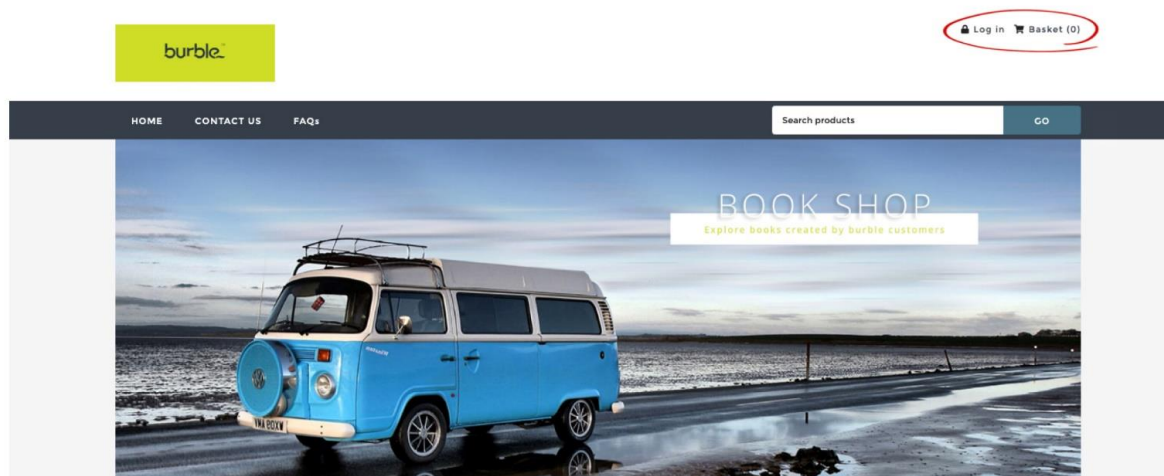 burble
Log in Basket (0)
HOME CONTACT US FAQs
Search products GO
BOOK SHOP
Explore books created by burble customers